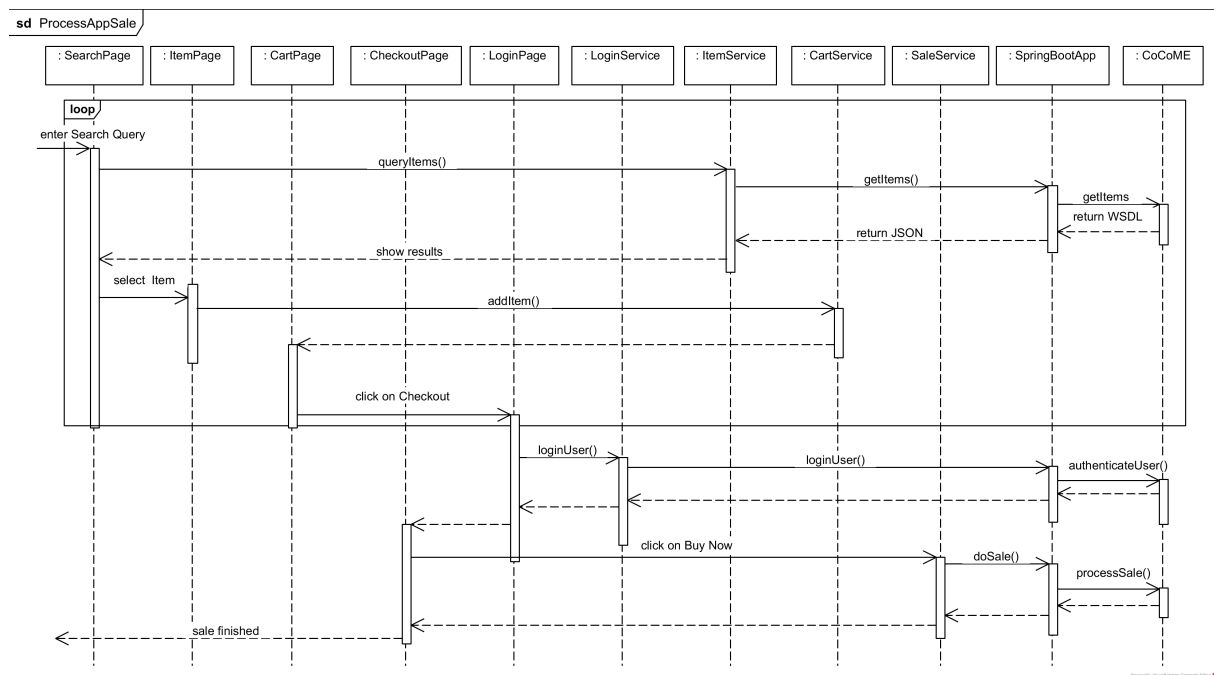 sd ProcessAppSale
: SearchPage
: ItemPage
: CartPage
: CheckoutPage
: LoginPage
: LoginService
: ItemService
: CartService
: SaleService
: SpringBootApp
: CoCoME
loop
enter Search Query
queryItems()
getItems()
getItems
return WSDL
return JSON
show results
select Item
addItem()
click on Checkout
loginUser()
loginUser()
authenticateUser()
click on Buy Now
doSale()
processSale()
sale finished